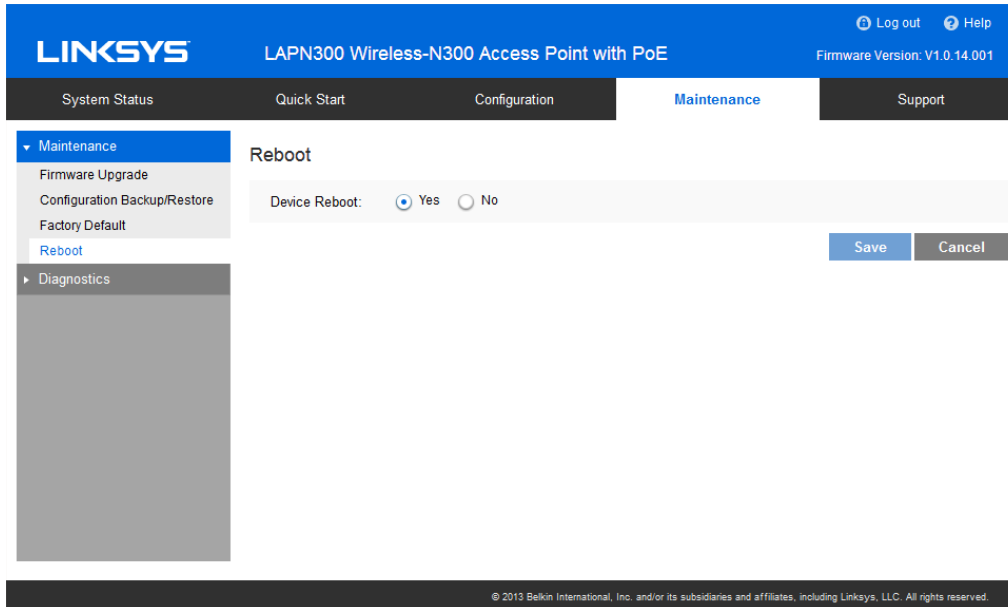 Log out Help
LINKSYS LAPN300 Wireless-N300 Access Point with PoE Firmware Version: V1.0.14.001
System Status Quick Start Configuration Maintenance Support
Maintenance
Firmware Upgrade
Configuration Backup/Restore
Factory Default
Reboot
Diagnostics
Reboot
Device Reboot: Yes No
Save Cancel
© 2013 Belkin International, Inc. and/or its subsidiaries and affiliates, including Linksys, LLC. All rights reserved.